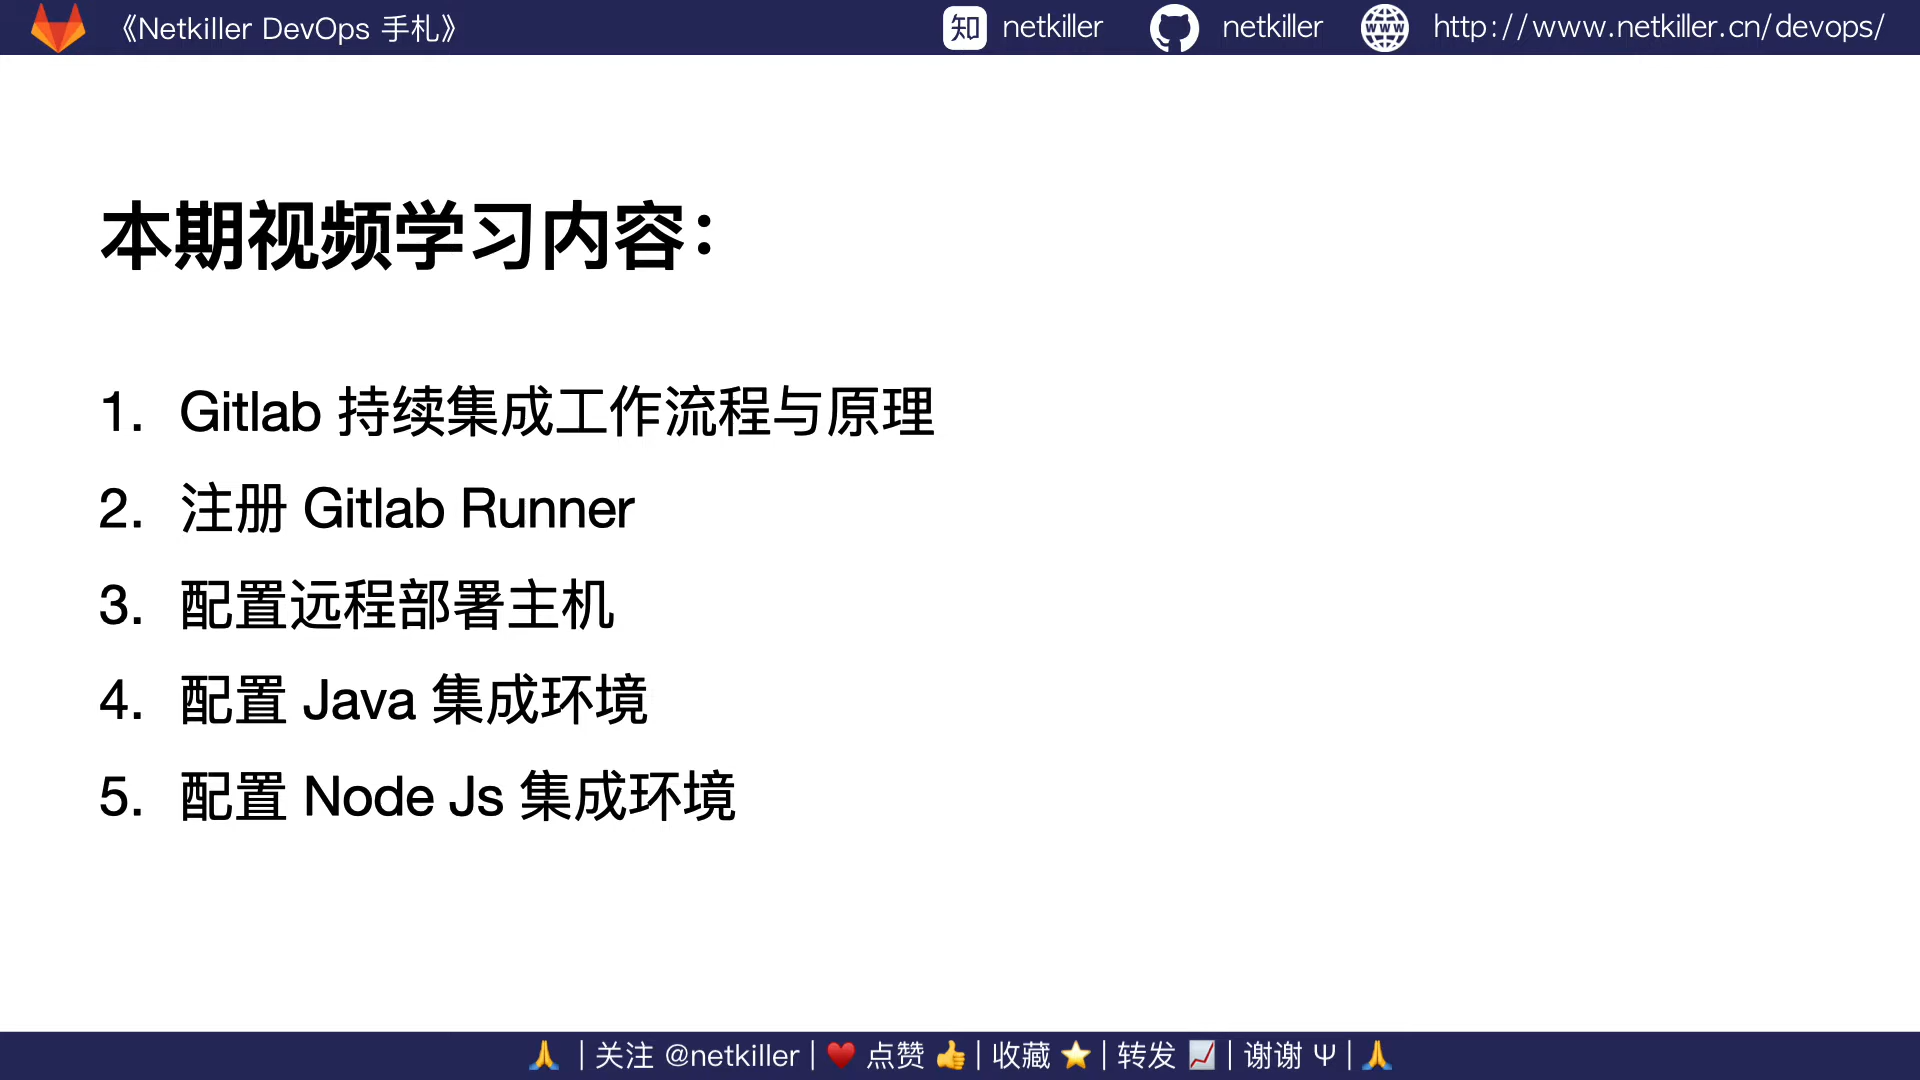 《Netkiller DevOps 手札》 知 netkiller netkiller www http://www.netkiller.cn/devops/
本期视频学习内容：
1. Gitlab 持续集成工作流程与原理
2. 注册 Gitlab Runner
3. 配置远程部署主机
4. 配置 Java 集成环境
5. 配置 Node Js 集成环境
🙏 | 关注 @netkiller | ♥️ 点赞 👍 | 收藏 ⭐ | 转发 📈 | 谢谢 Ψ | 🙏